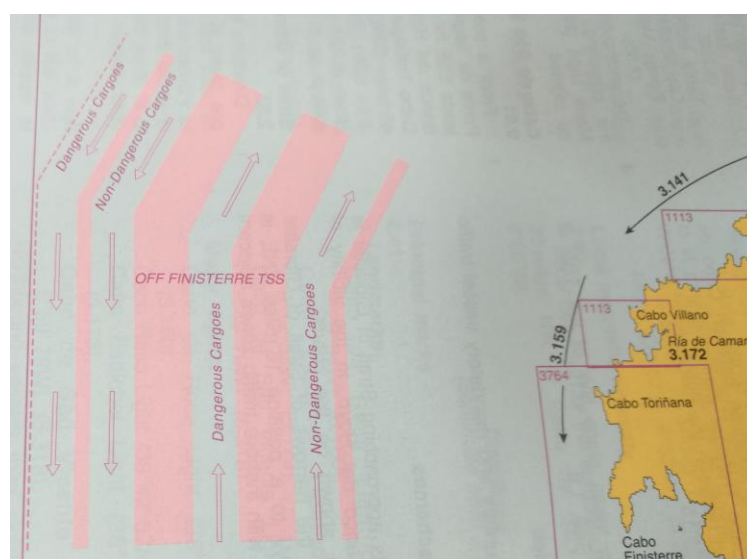 Dangerous Cargoes
Non-Dangerous Cargoes
OFF FINISTERRE TSS
Dangerous Cargoes
Non-Dangerous Cargoes
3.141
1113
1113
Cabo Villano
3.159
Ría de Camar
3.172
3764
Cabo Toriñana
Cabo
Finisterre